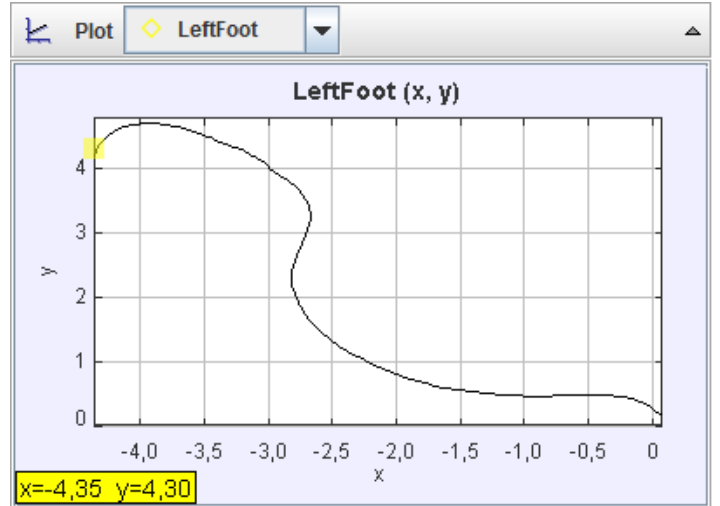 Plot LeftFoot
LeftFoot (x, y)
4
3
y
2
1
0
-4,0 -3,5 -3,0 -2,5 -2,0 -1,5 -1,0 -0,5 0
x
x=-4,35 y=4,30